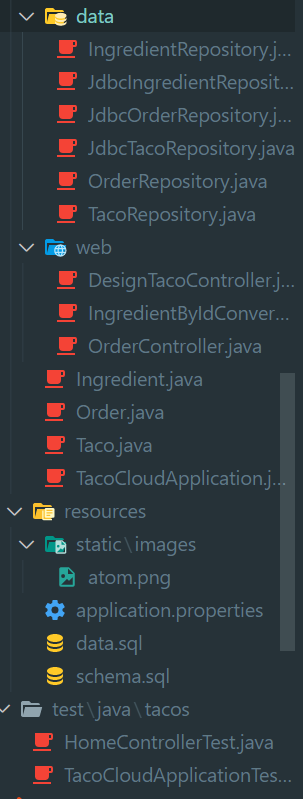 data
IngredientRepository.j...
JdbcIngredientReposit...
JdbcOrderRepository.j...
JdbcTacoRepository.java
OrderRepository.java
TacoRepository.java
web
DesignTacoController.j...
IngredientByIdConver...
OrderController.java
Ingredient.java
Order.java
Taco.java
TacoCloudApplication.j...
resources
static\images
atom.png
application.properties
data.sql
schema.sql
test\java\tacos
HomeControllerTest.java
TacoCloudApplicationTes...